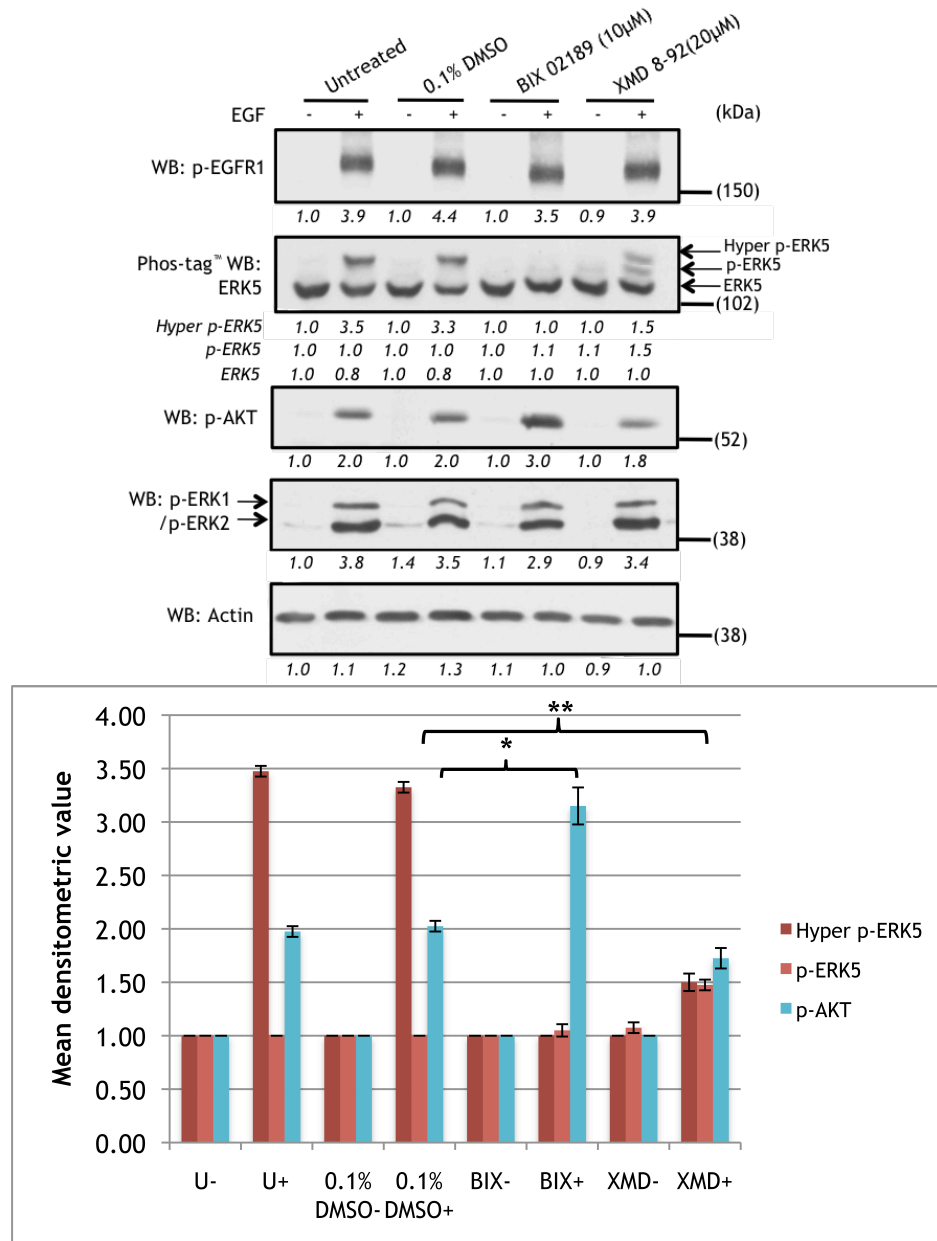 Untreated 0.1% DMSO BIX 02189 (10µM) XMD 8-92(20µM)
EGF - + - + - + - + (kDa)
WB: p-EGFR1
(150)
1.0 3.9 1.0 4.4 1.0 3.5 0.9 3.9
Hyper p-ERK5
Phos-tag™ WB: p-ERK5
ERK5 ERK5
(102)
Hyper p-ERK5 1.0 3.5 1.0 3.3 1.0 1.0 1.0 1.5
p-ERK5 1.0 1.0 1.0 1.0 1.0 1.1 1.1 1.5
ERK5 1.0 0.8 1.0 0.8 1.0 1.0 1.0 1.0
WB: p-AKT
(52)
1.0 2.0 1.0 2.0 1.0 3.0 1.0 1.8
WB: p-ERK1
/p-ERK2
(38)
1.0 3.8 1.4 3.5 1.1 2.9 0.9 3.4
WB: Actin
(38)
1.0 1.1 1.2 1.3 1.1 1.0 0.9 1.0
Mean densitometric value
4.00
3.50
3.00
2.50
2.00
1.50
1.00
0.50
0.00
**
*
U- U+ 0.1% 0.1% BIX- BIX+ XMD- XMD+
DMSO- DMSO+
Hyper p-ERK5
p-ERK5
p-AKT